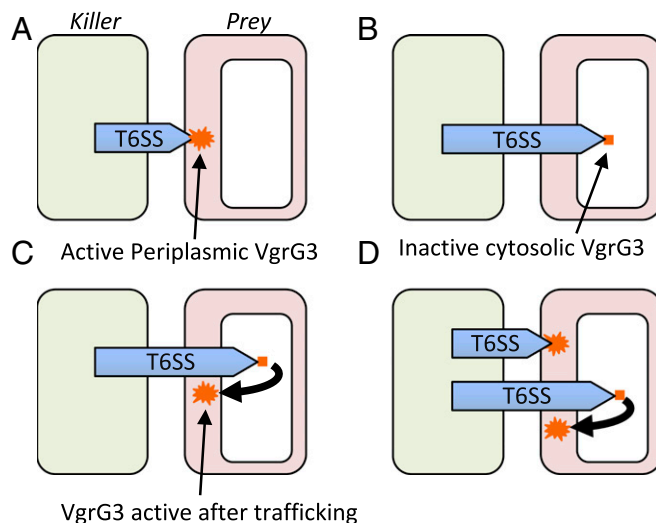 A
Killer
Prey
B
T6SS
T6SS
Active Periplasmic VgrG3
Inactive cytosolic VgrG3
C
D
T6SS
T6SS
T6SS
VgrG3 active after trafficking